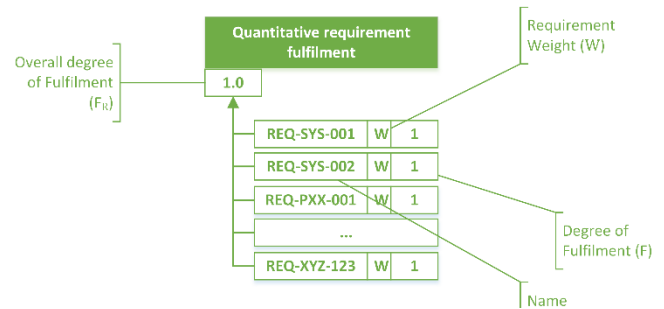 Quantitative requirement
fulfilment
Requirement
Weight (W)
Overall degree
of Fulfilment
(FR)
1.0
REQ-SYS-001 W 1
REQ-SYS-002 W 1
REQ-PXX-001 W 1
...
REQ-XYZ-123 W 1
Degree of
Fulfilment (F)
Name